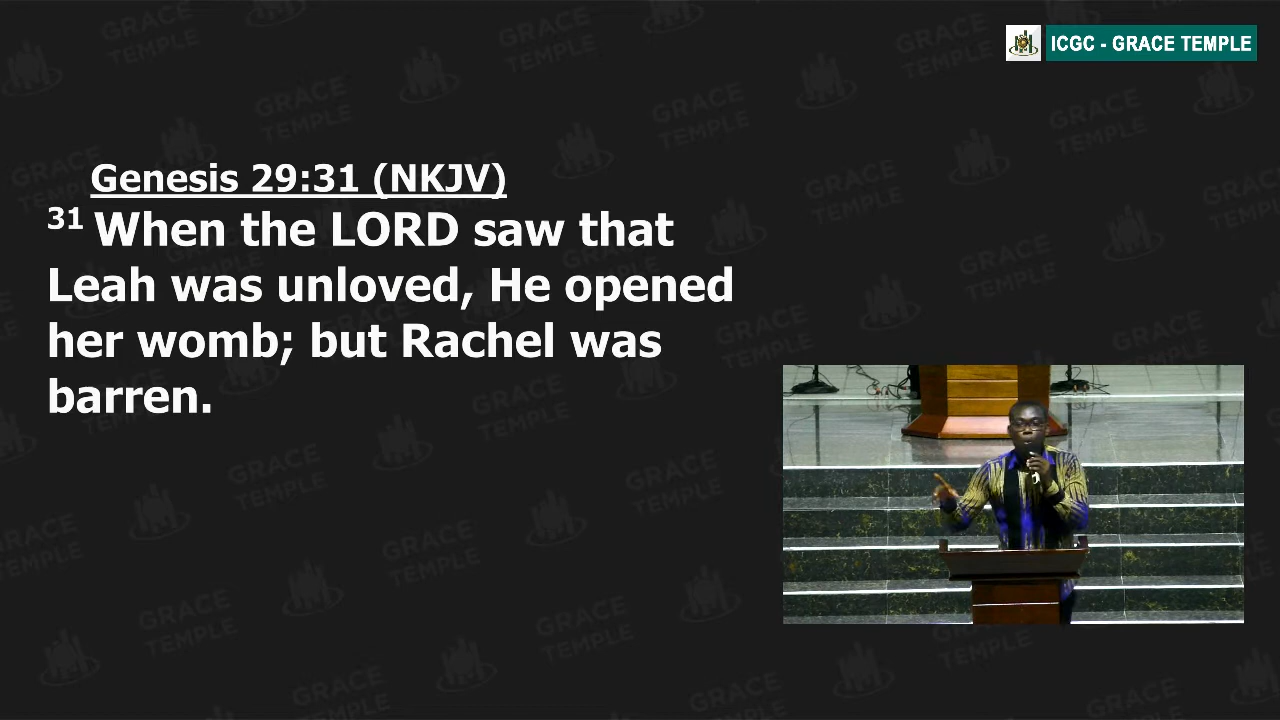 ICGC - GRACE TEMPLE
Genesis 29:31 (NKJV)
31 When the LORD saw that
Leah was unloved, He opened
her womb; but Rachel was
barren.